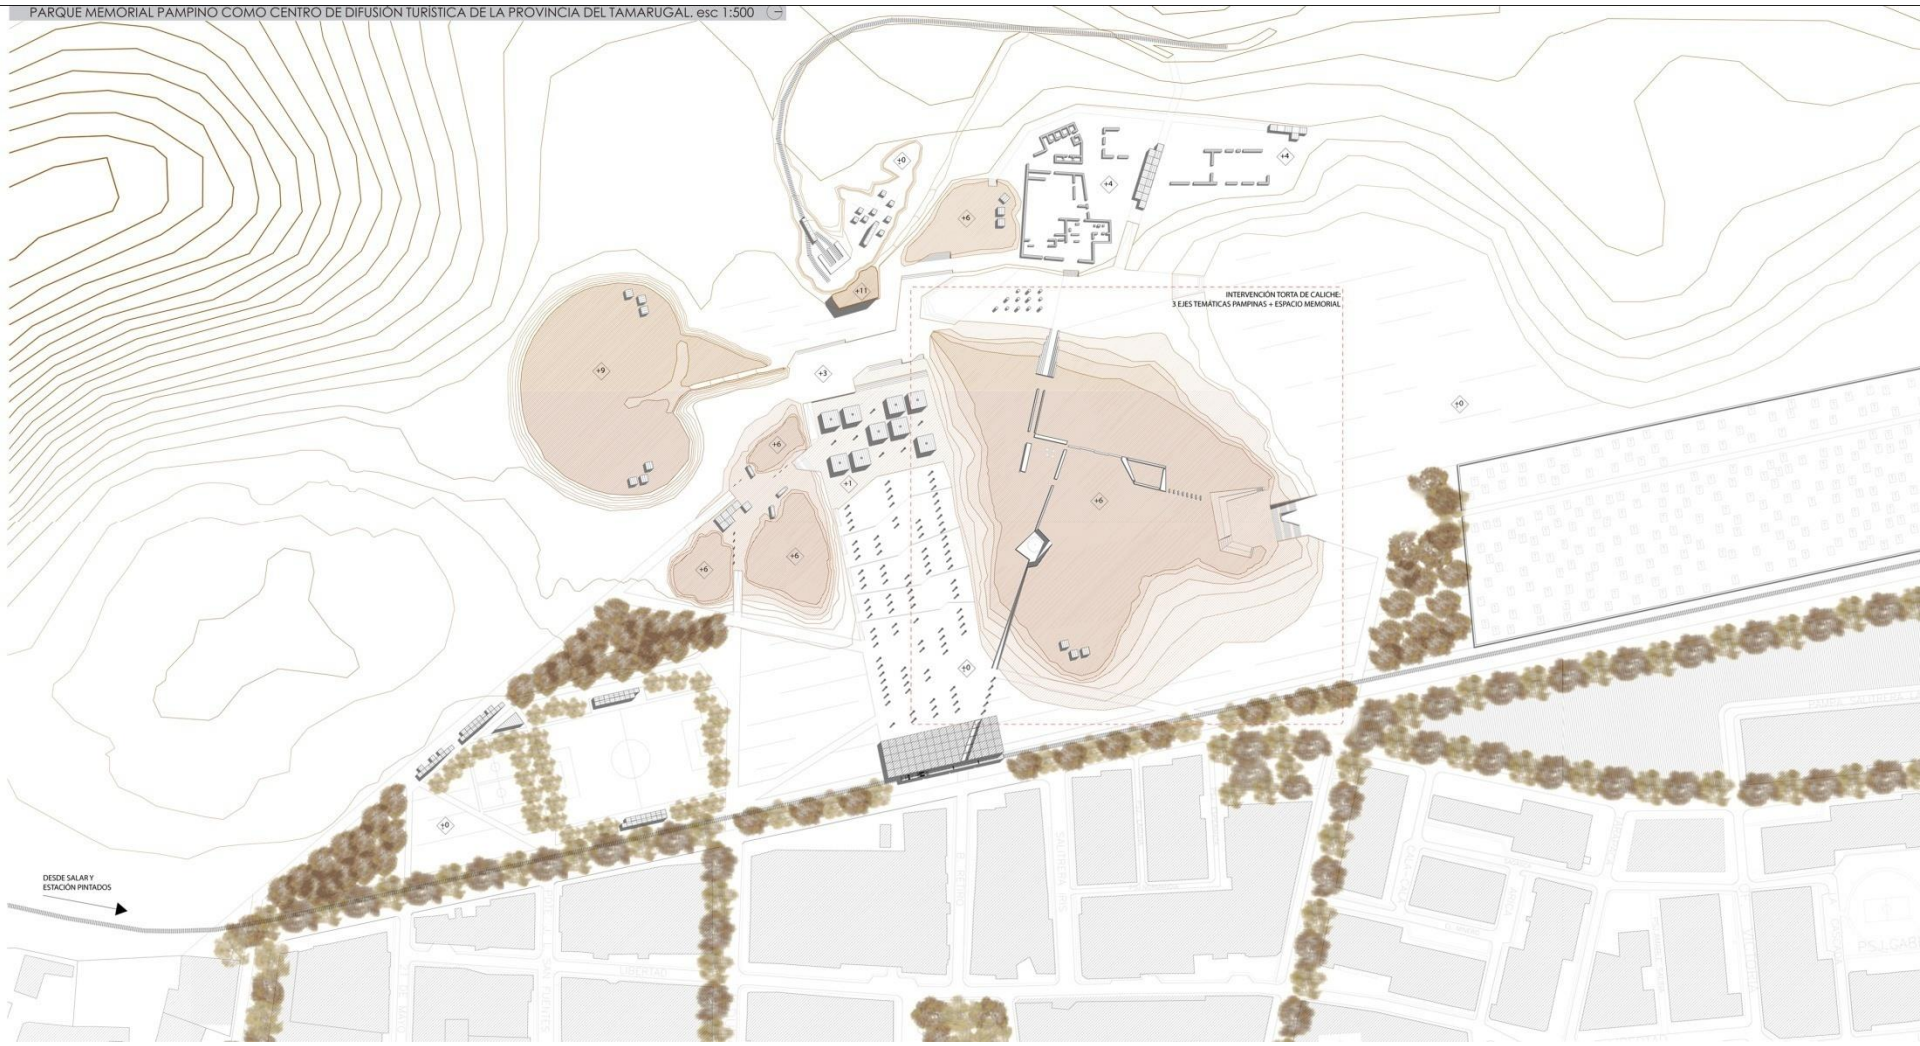 PARQUE MEMORIAL PAMPINO COMO CENTRO DE DIFUSIÓN TURÍSTICA DE LA PROVINCIA DEL TAMARUGAL. esc 1:500
+0
+4
+4
+6
+11
INTERVENCIÓN TORTA DE CALICHE:
3 EJES TEMÁTICAS PAMPINAS + ESPACIO MEMORIAL
+9
+3
+0
+6
+1
+6
+6
+6
+0
+0
DESDE SALAR Y
ESTACIÓN PINTADOS
LIBERTAD
SALITRERA
PSJ.